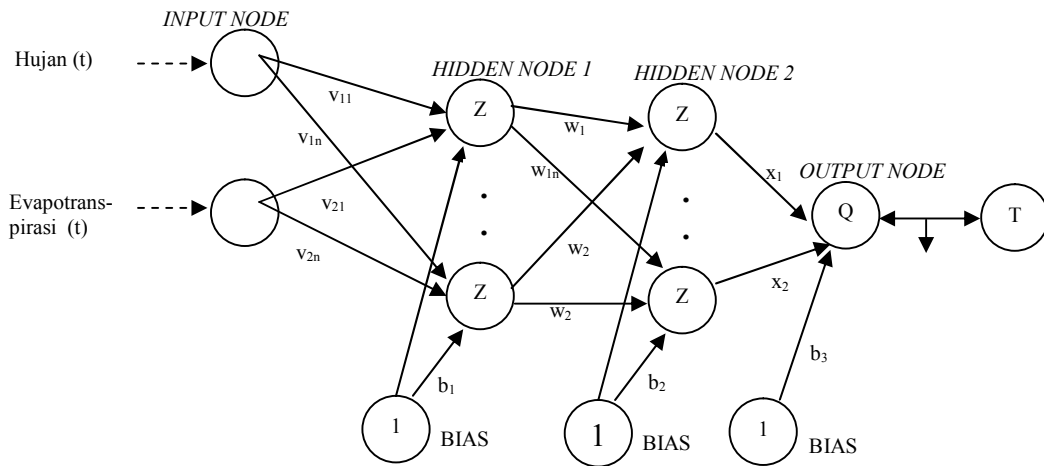 INPUT NODE
Hujan (t)
HIDDEN NODE 1
HIDDEN NODE 2
v11
Z
w1
Z
v1n
w1n
x1
OUTPUT NODE
Evapotrans-
pirasi (t)
v21
.
.
Q
T
v2n
.
.
w2
Z
w2
Z
x2
b1
b2
b3
1
BIAS
1
BIAS
1
BIAS